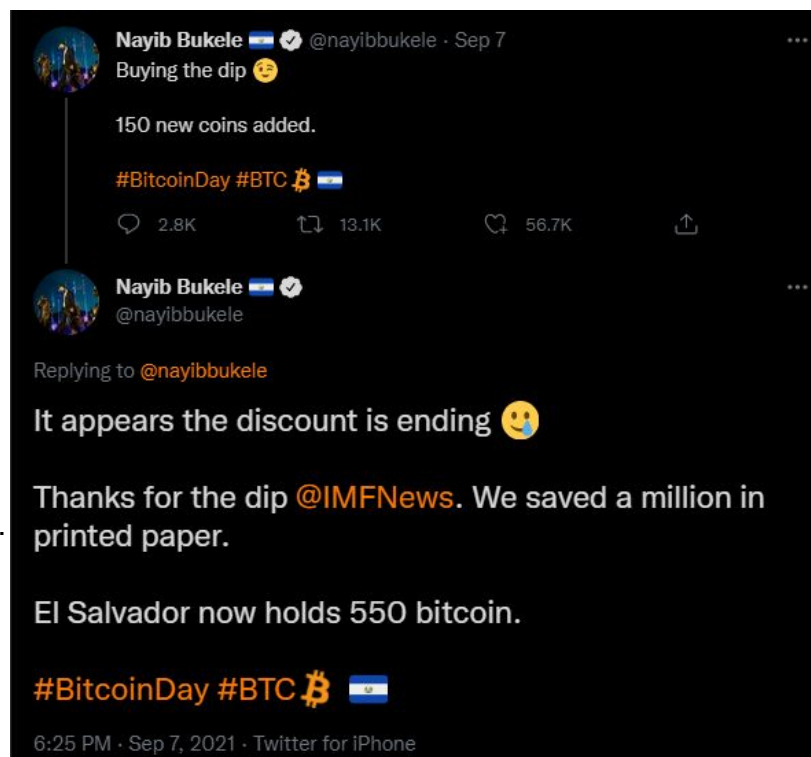 Nayib Bukele 🇸🇻 @nayibbukele · Sep 7
Buying the dip 😉
150 new coins added.
#BitcoinDay #BTC 🇸🇻
2.8K 13.1K 56.7K
Nayib Bukele 🇸🇻
@nayibbukele
Replying to @nayibbukele
It appears the discount is ending 🥲
Thanks for the dip @IMFNews. We saved a million in
printed paper.
El Salvador now holds 550 bitcoin.
#BitcoinDay #BTC 🇸🇻
6:25 PM · Sep 7, 2021 · Twitter for iPhone